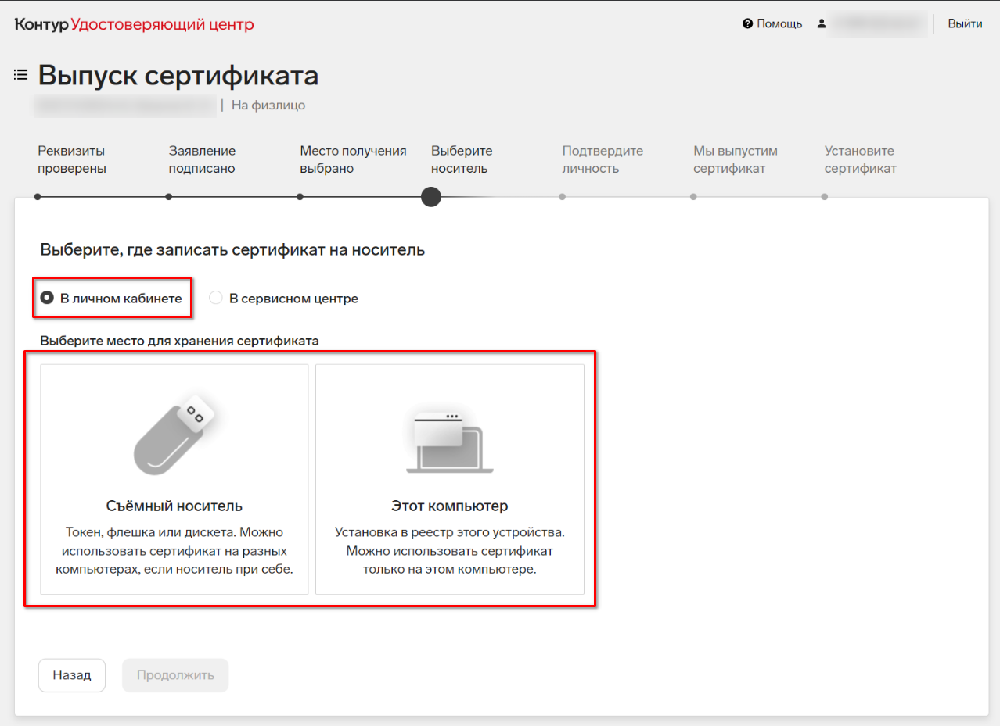 Контур Удостоверяющий центр
Помощь
Выйти
Выпуск сертификата
| На физлицо
Реквизиты
проверены
Заявление
подписано
Место получения
выбрано
Выберите
носитель
Подтвердите
личность
Мы выпустим
сертификат
Установите
сертификат
Выберите, где записать сертификат на носитель
В личном кабинете
В сервисном центре
Выберите место для хранения сертификата
Съёмный носитель
Токен, флешка или дискета. Можно
использовать сертификат на разных
компьютерах, если носитель при себе.
Этот компьютер
Установка в реестр этого устройства.
Можно использовать сертификат
только на этом компьютере.
Назад
Продолжить